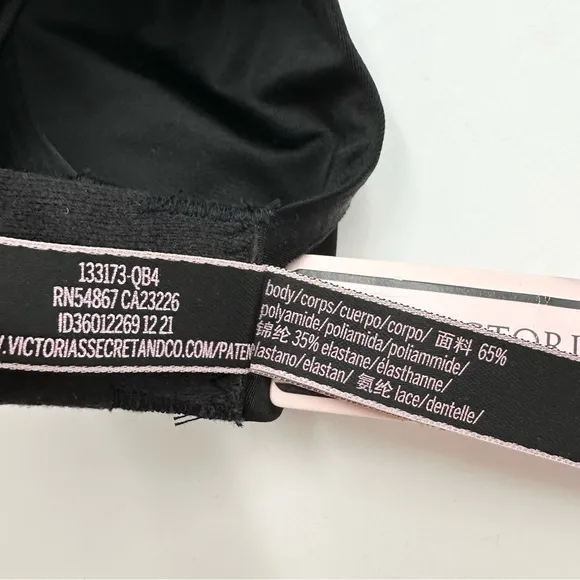 133173-QB4
RN54867 CA23226
ID36012269 12 21
.VICTORIASSECRETANDCO.COM/PATEN
body/corps/cuerpo/corpo/ 面料 65%
polyamide/poliamida/poliammide/
锦纶 35% elastane/élasthanne/
elastano/elastan/ 氨纶 lace/dentelle/